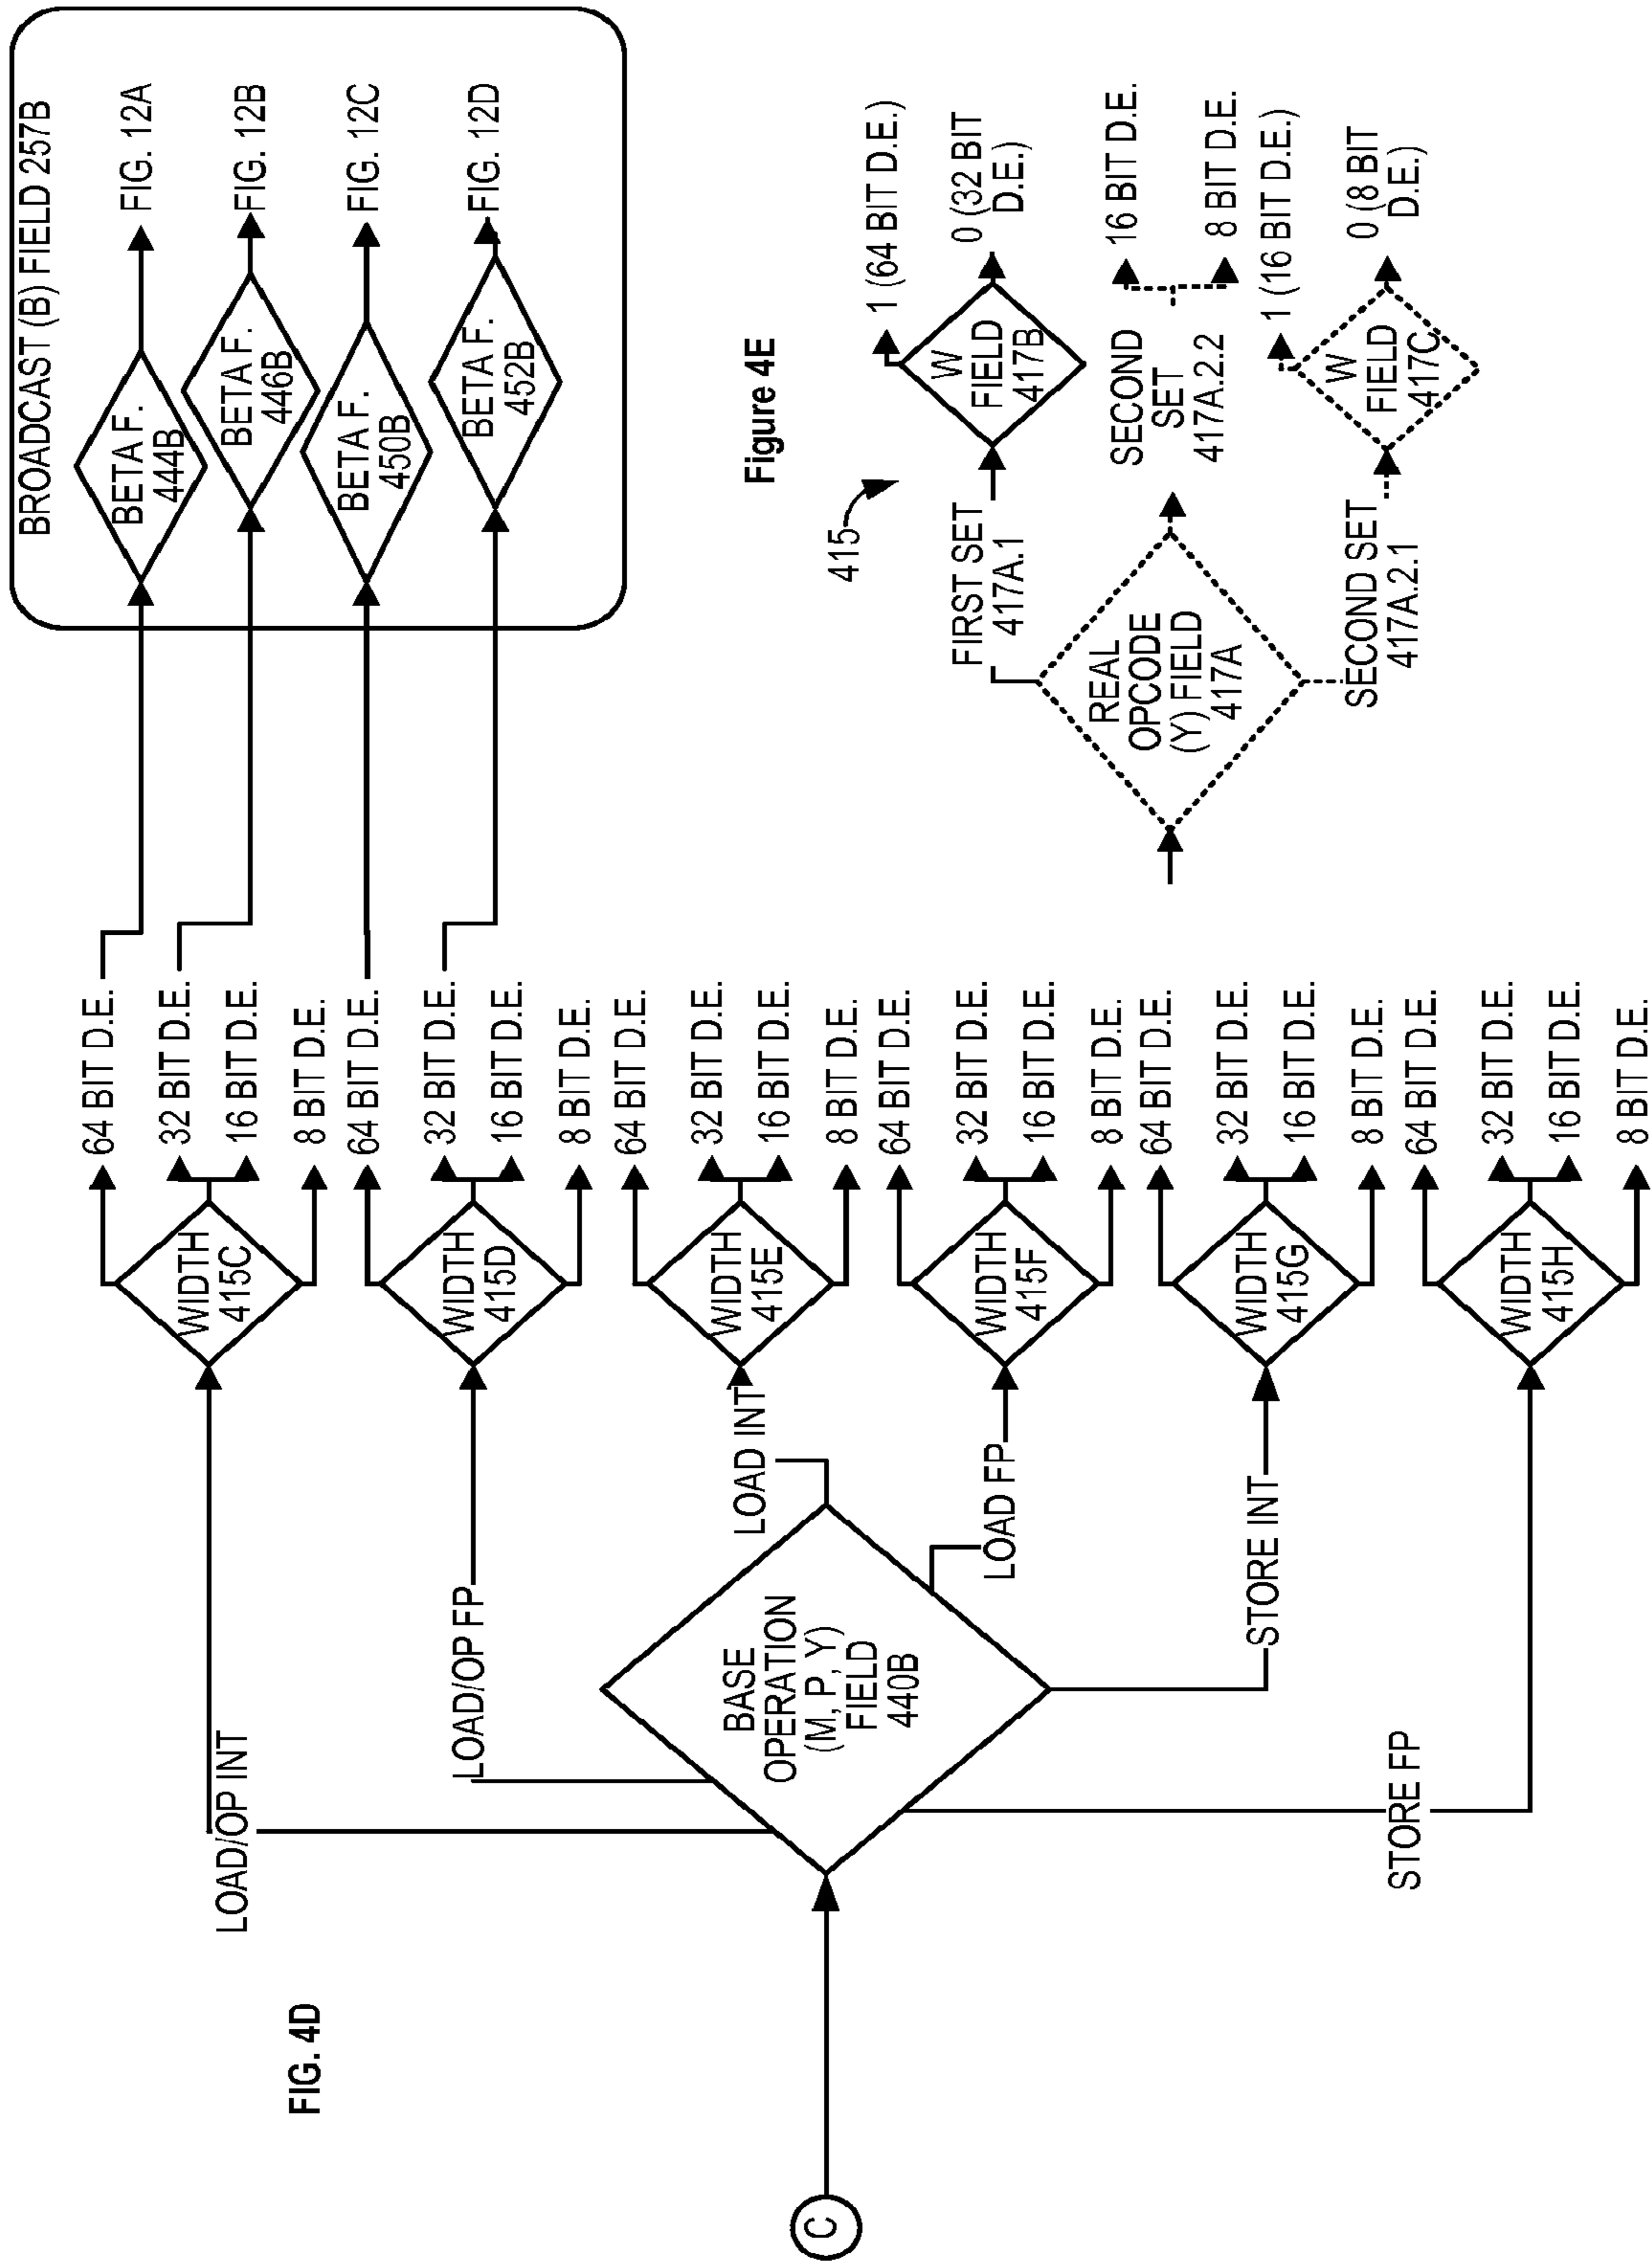 FIG. 4D
C
BASE
OPERATION
(M, P, Y)
FIELD
440B
LOAD/OP INT
LOAD/OP FP
LOAD INT
LOAD FP
STORE INT
STORE FP
WIDTH
415C
64 BIT D.E.
32 BIT D.E.
16 BIT D.E.
8 BIT D.E.
WIDTH
415D
64 BIT D.E.
32 BIT D.E.
16 BIT D.E.
8 BIT D.E.
WIDTH
415E
64 BIT D.E.
32 BIT D.E.
16 BIT D.E.
8 BIT D.E.
WIDTH
415F
64 BIT D.E.
32 BIT D.E.
16 BIT D.E.
8 BIT D.E.
WIDTH
415G
64 BIT D.E.
32 BIT D.E.
16 BIT D.E.
8 BIT D.E.
WIDTH
415H
64 BIT D.E.
32 BIT D.E.
16 BIT D.E.
8 BIT D.E.
BROADCAST (B) FIELD 257B
BETA F.
444B
FIG. 12A
BETA F.
446B
FIG. 12B
BETA F.
450B
FIG. 12C
BETA F.
452B
FIG. 12D
Figure 4E
415
REAL
OPCODE
(Y) FIELD
417A
FIRST SET
417A.1
W
FIELD
417B
1 (64 BIT D.E.)
0 (32 BIT
D.E.)
SECOND
SET
417A.2.2
16 BIT D.E.
8 BIT D.E.
SECOND SET
417A.2.1
W
FIELD
417C
1 (16 BIT D.E.)
0 (8 BIT
D.E.)